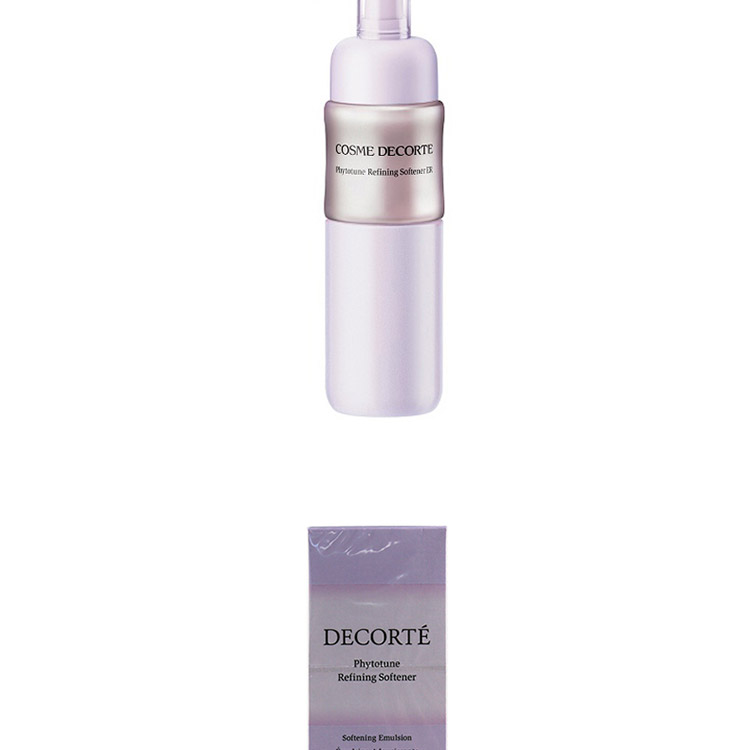 COSME DECORTE
Phytotune Refining Softener ER
DECORTÉ
Phytotune
Refining Softener
Softening Emulsion